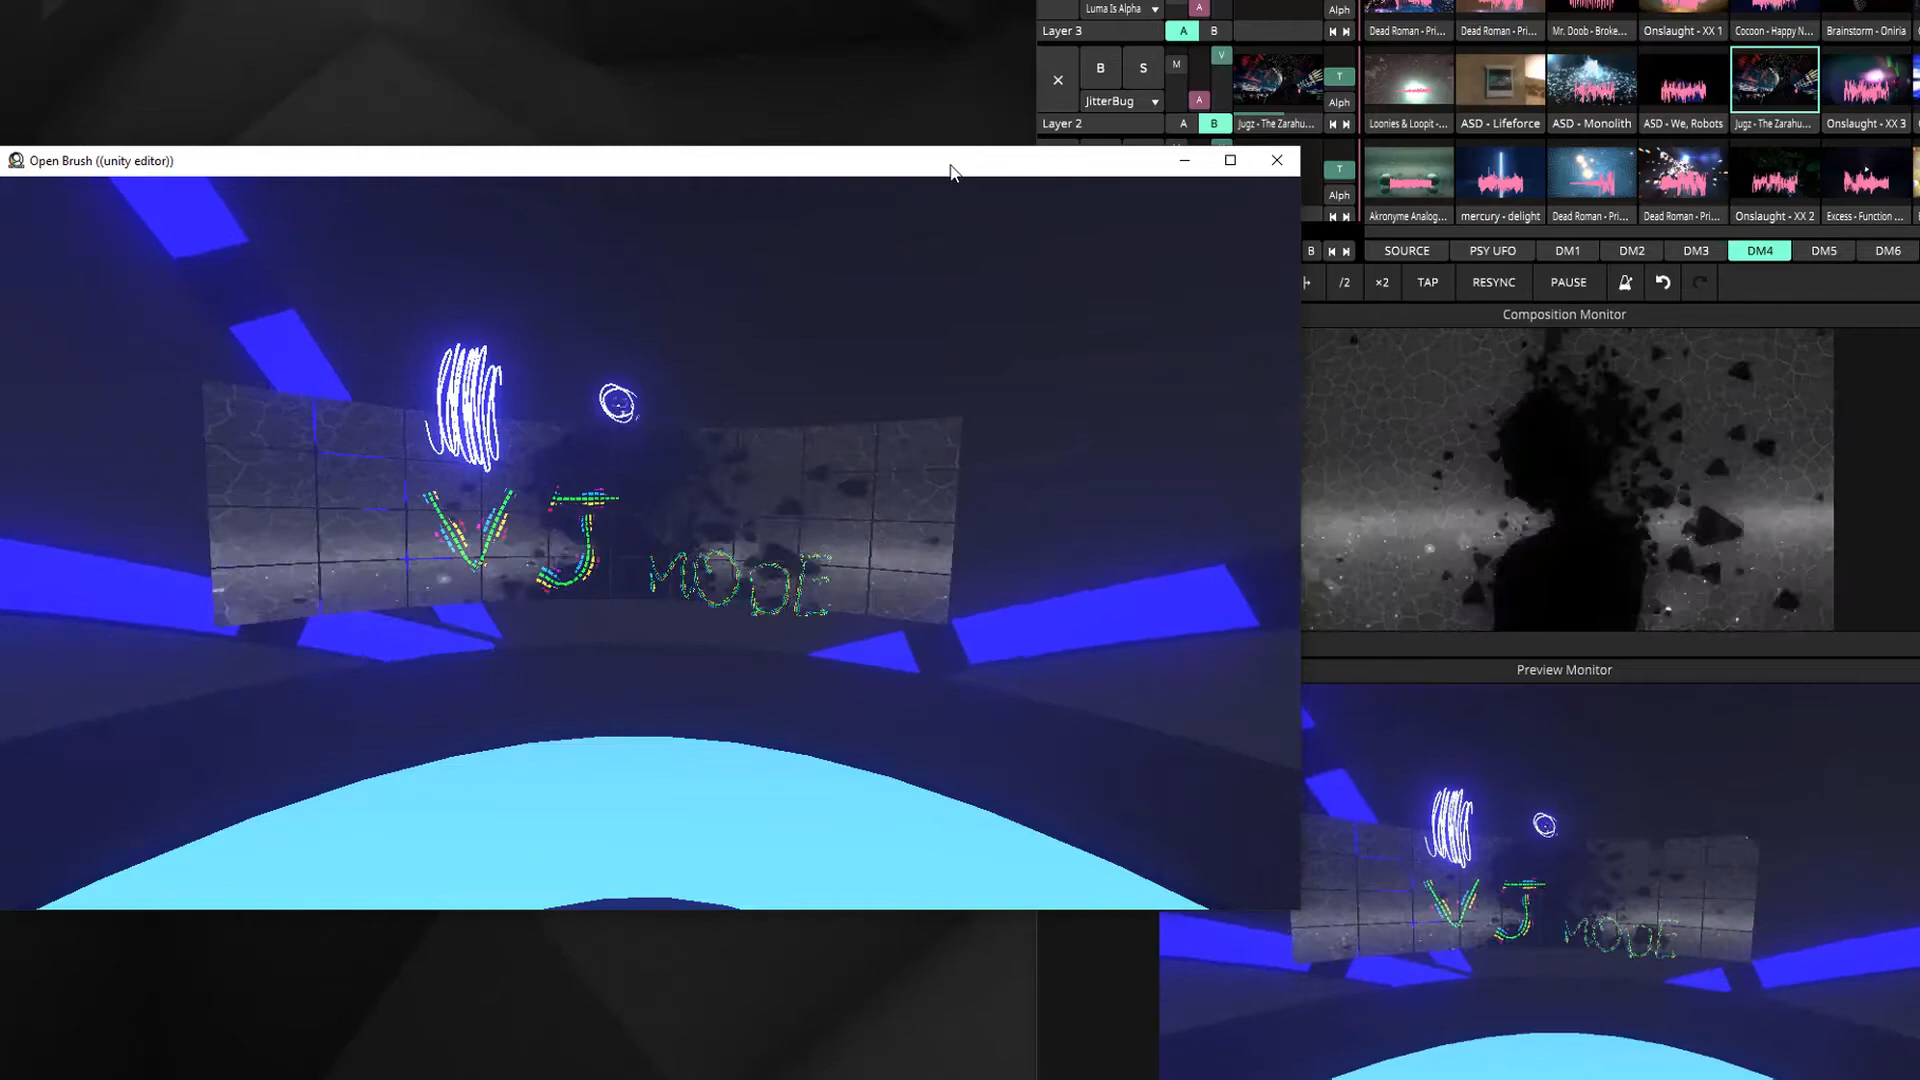 Luma Is Alpha
A
Alph
Layer 3
A B
Dead Roman - Pri...
Dead Roman - Pri...
Mr. Doob - Broke...
Onslaught - XX 1
Cocoon - Happy N...
Brainstorm - Oniria
B S M V
T
JitterBug
A
Alph
Layer 2
A B
Jugz - The Zarahu...
Loonies & Loopit -...
ASD - Lifeforce
ASD - Monolith
ASD - We, Robots
Jugz - The Zarahu...
Onslaught - XX 3
Open Brush ((unity editor))
T
Alph
Akronyme Analog...
mercury - delight
Dead Roman - Pri...
Dead Roman - Pri...
Onslaught - XX 2
Excess - Function ...
B
SOURCE PSY UFO DM1 DM2 DM3 DM4 DM5 DM6
/2 ×2 TAP RESYNC PAUSE
Composition Monitor
VJ MODE
Preview Monitor
VJ MODE